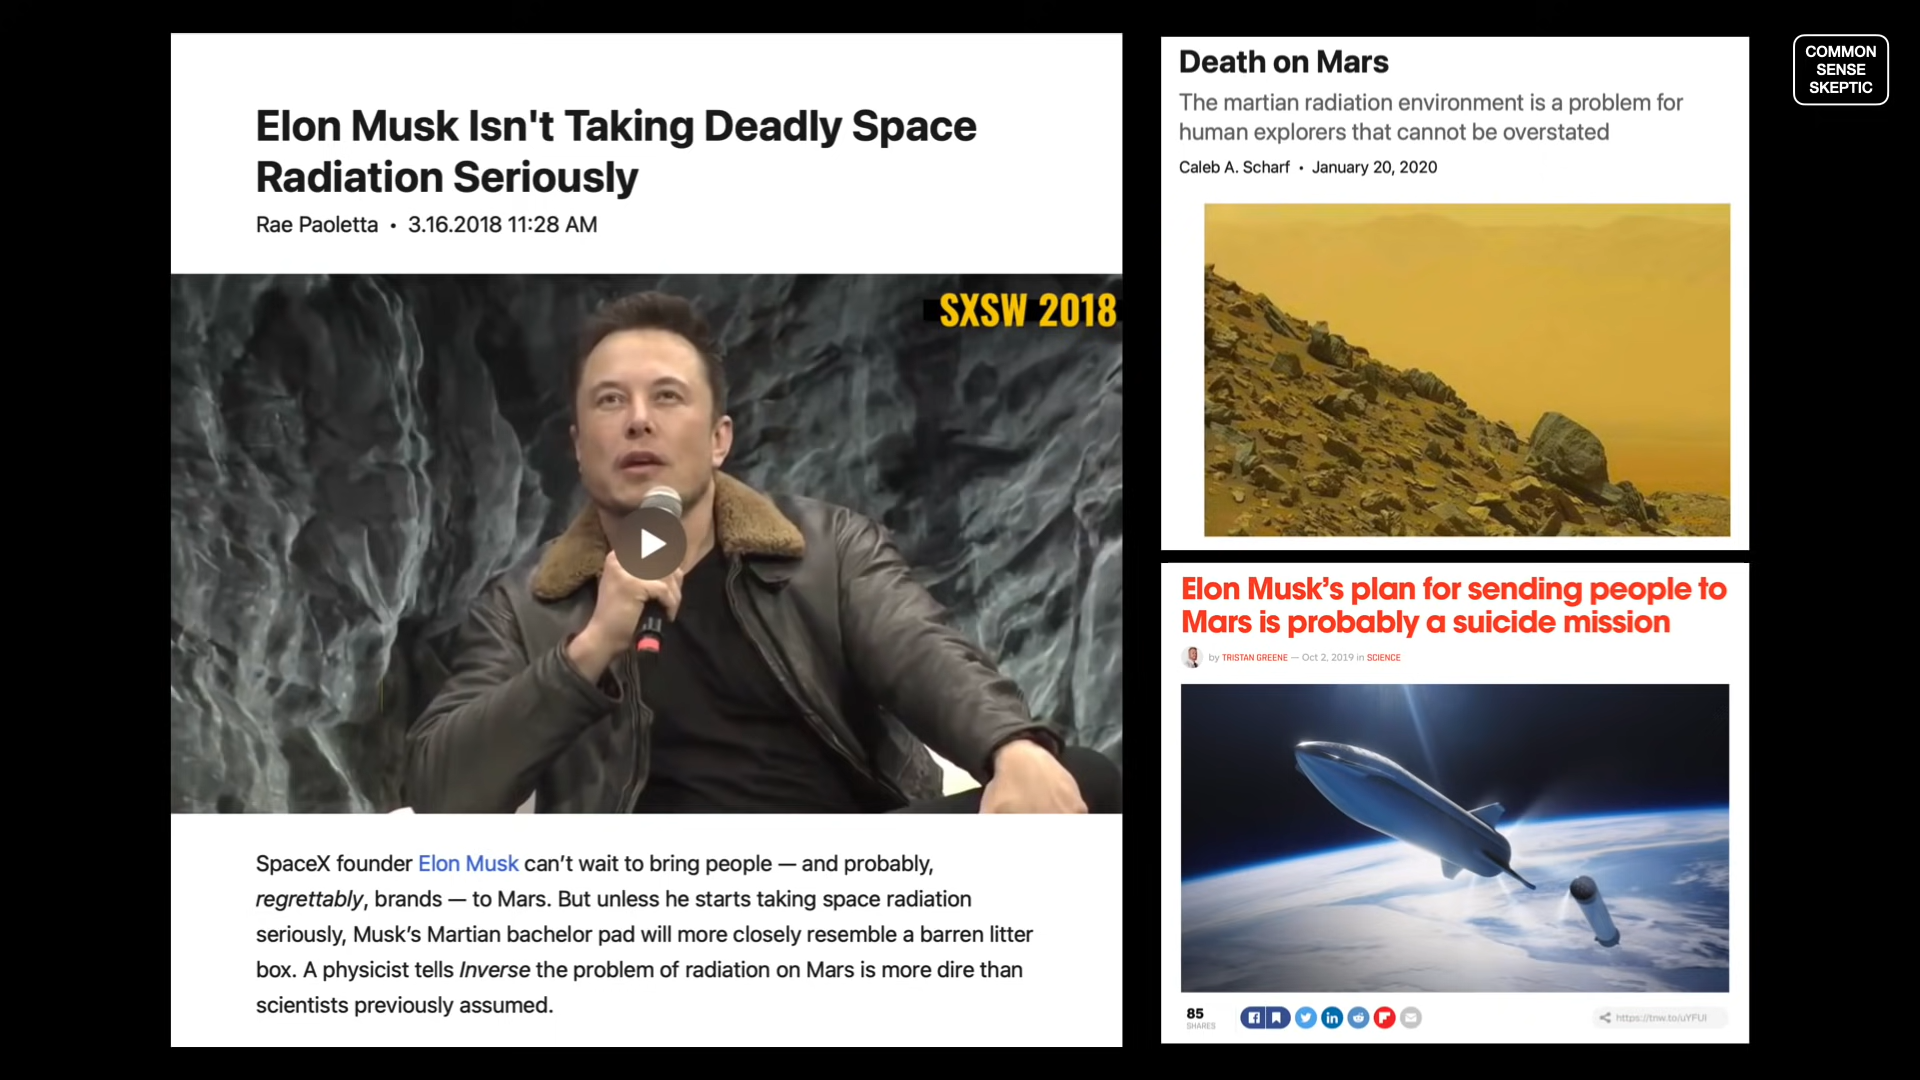 Elon Musk Isn't Taking Deadly Space
Radiation Seriously
Rae Paoletta • 3.16.2018 11:28 AM
SXSW 2018
SpaceX founder Elon Musk can’t wait to bring people — and probably,
regrettably, brands — to Mars. But unless he starts taking space radiation
seriously, Musk’s Martian bachelor pad will more closely resemble a barren litter
box. A physicist tells Inverse the problem of radiation on Mars is more dire than
scientists previously assumed.
Death on Mars
The martian radiation environment is a problem for
human explorers that cannot be overstated
Caleb A. Scharf • January 20, 2020
Elon Musk’s plan for sending people to
Mars is probably a suicide mission
by TRISTAN GREENE — Oct 2, 2019 in SCIENCE
85
SHARES
https://tnw.to/uYFUI
COMMON
SENSE
SKEPTIC